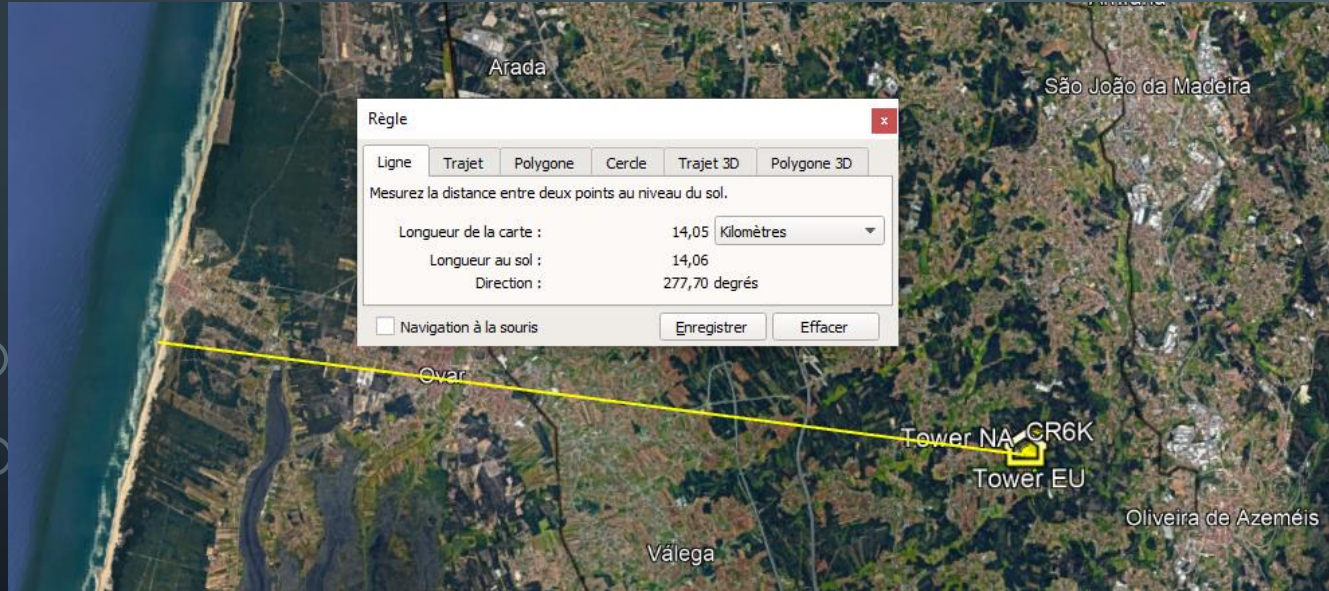 Arada
São João da Madeira
Règle
x
Ligne Trajet Polygone Cercle Trajet 3D Polygone 3D
Mesurez la distance entre deux points au niveau du sol.
Longueur de la carte : 14,05 Kilomètres
Longueur au sol : 14,06
Direction : 277,70 degrés
Navigation à la souris Enregistrer Effacer
Ovar
Tower NA CR6K
Tower EU
Oliveira de Azeméis
Válega